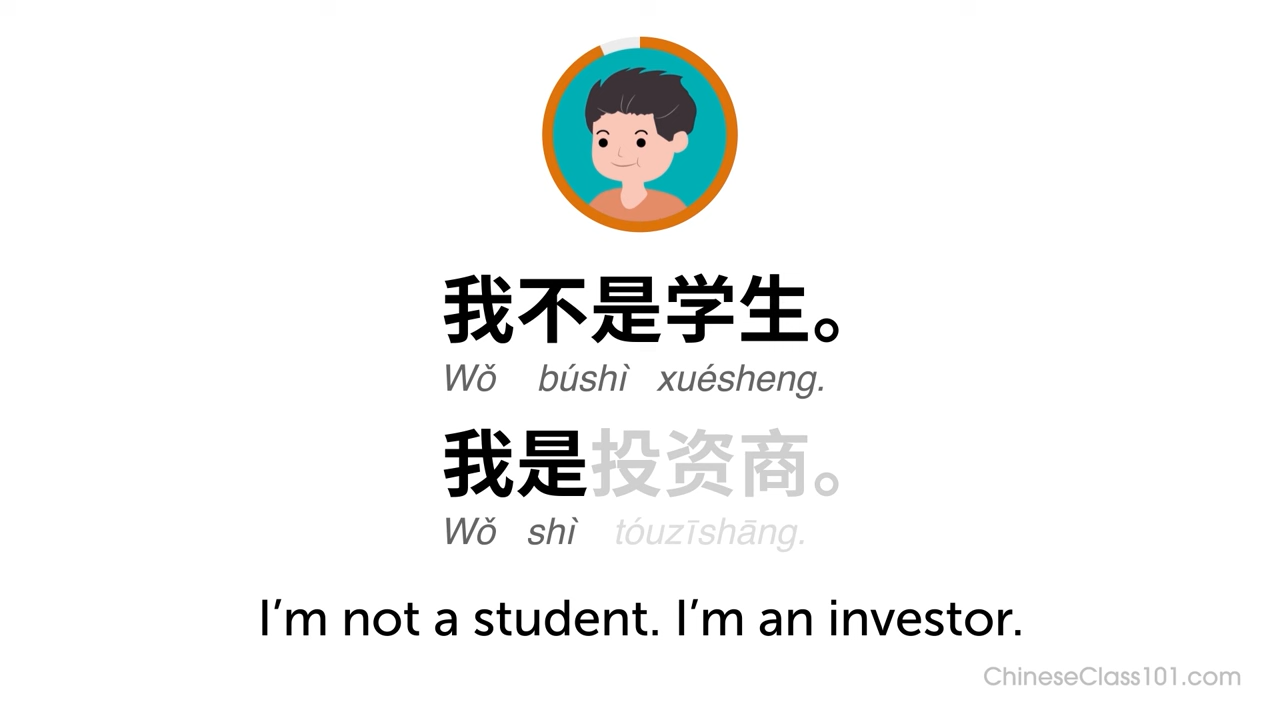 我不是学生。
Wǒ búshì xuésheng.
我是投资商。
Wǒ shì tóuzīshāng.
I’m not a student. I’m an investor.
ChineseClass101.com